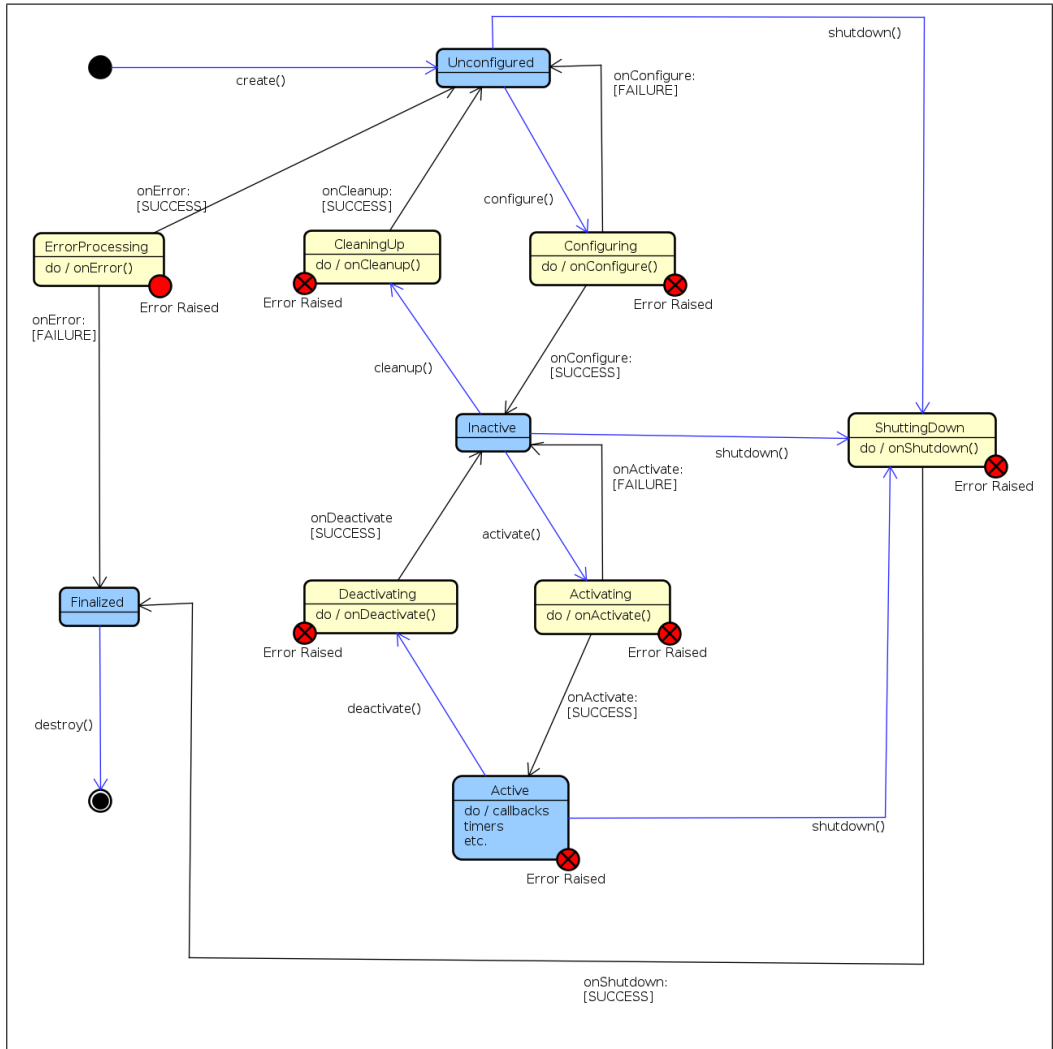 shutdown()
Unconfigured
create()
onConfigure:
[FAILURE]
onError:
[SUCCESS]
onCleanup:
[SUCCESS]
configure()
ErrorProcessing
do / onError()
Error Raised
CleaningUp
do / onCleanup()
Error Raised
Configuring
do / onConfigure()
Error Raised
onError:
[FAILURE]
cleanup()
onConfigure:
[SUCCESS]
Inactive
shutdown()
ShuttingDown
do / onShutdown()
Error Raised
onActivate:
[FAILURE]
onDeactivate
[SUCCESS]
activate()
Finalized
Deactivating
do / onDeactivate()
Error Raised
Activating
do / onActivate()
Error Raised
deactivate()
onActivate:
[SUCCESS]
destroy()
Active
do / callbacks
timers
etc.
Error Raised
shutdown()
onShutdown:
[SUCCESS]